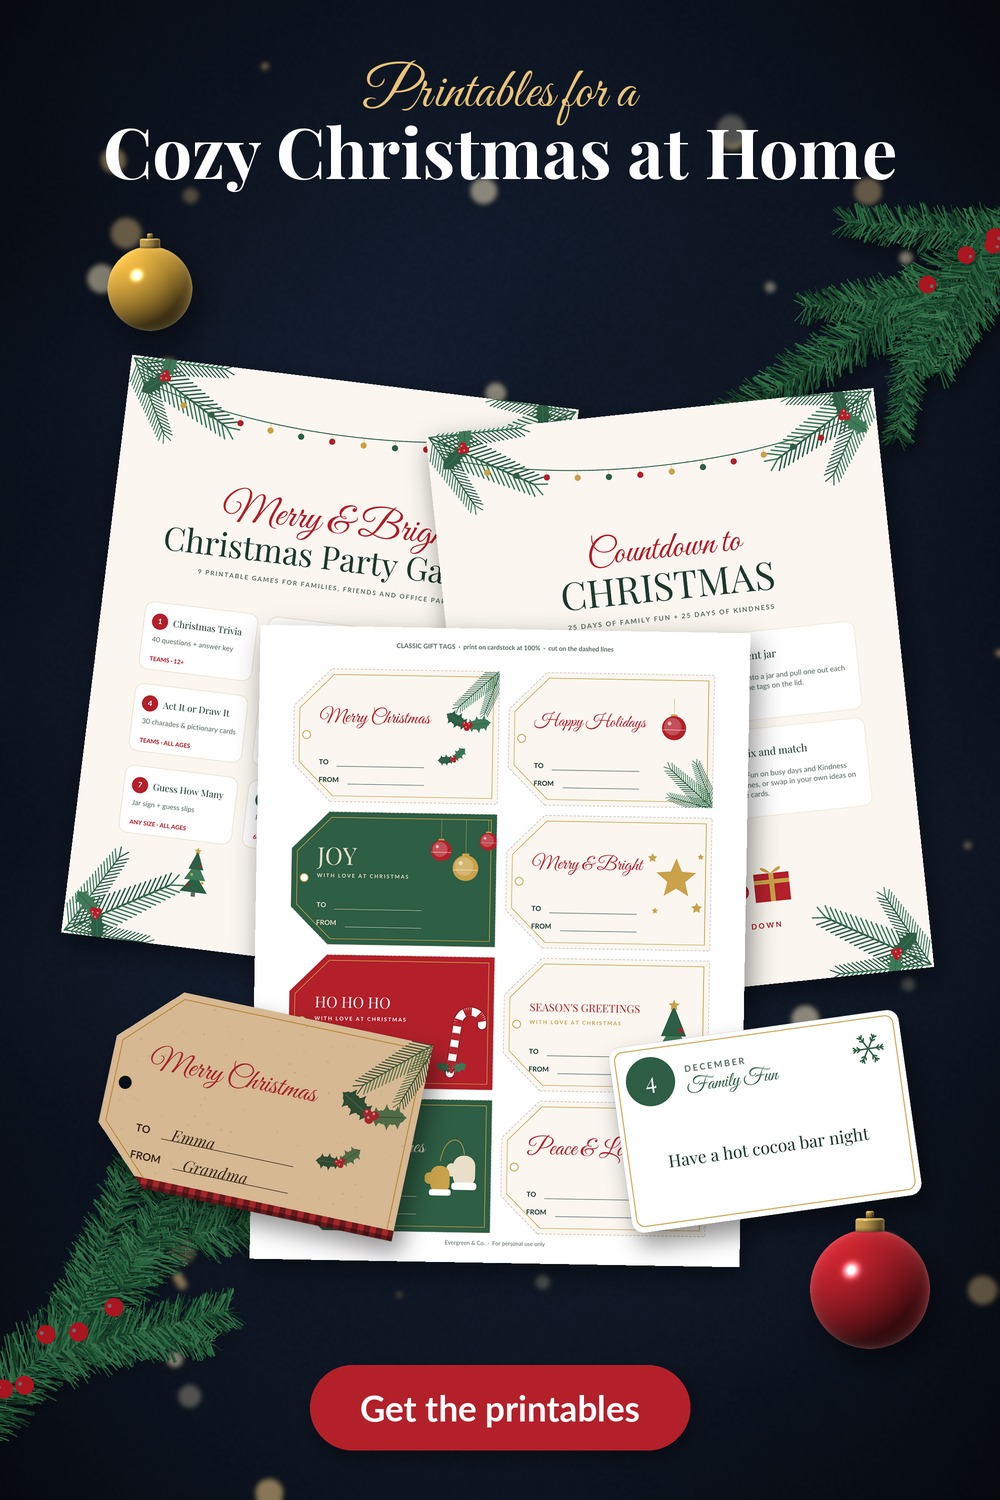 Printables for a
Cozy Christmas at Home
Merry & Brigh
Christmas Party Ga
9 PRINTABLE GAMES FOR FAMILIES, FRIENDS AND OFFICE
1 Christmas Trivia
40 questions + answer key
TEAMS · 12+
4 Act It or Draw It
30 charades & pictionary cards
TEAMS · ALL AGES
7 Guess How Many
Jar sign + guess slips
ANY SIZE · ALL AGES
Countdown to
CHRISTMAS
25 DAYS OF FAMILY FUN + 25 DAYS OF KINDNESS
jar
into a jar and pull one out each
tags on the lid.
and match
Fun on busy days and Kindness
or swap in your own ideas on
cards.
DOWN
CLASSIC GIFT TAGS · print on cardstock at 100% · cut on the dashed lines
Merry Christmas
TO
FROM
Happy Holidays
TO
FROM
JOY
WITH LOVE AT CHRISTMAS
TO
FROM
Merry & Bright
TO
FROM
HO HO HO
WITH LOVE AT CHRISTMAS
SEASON'S GREETINGS
WITH LOVE AT CHRISTMAS
TO
FROM
Peace &
TO
FROM
Evergreen & Co. · For personal use only
Merry Christmas
TO Emma
FROM Grandma
4 DECEMBER
Family Fun
Have a hot cocoa bar night
Get the printables